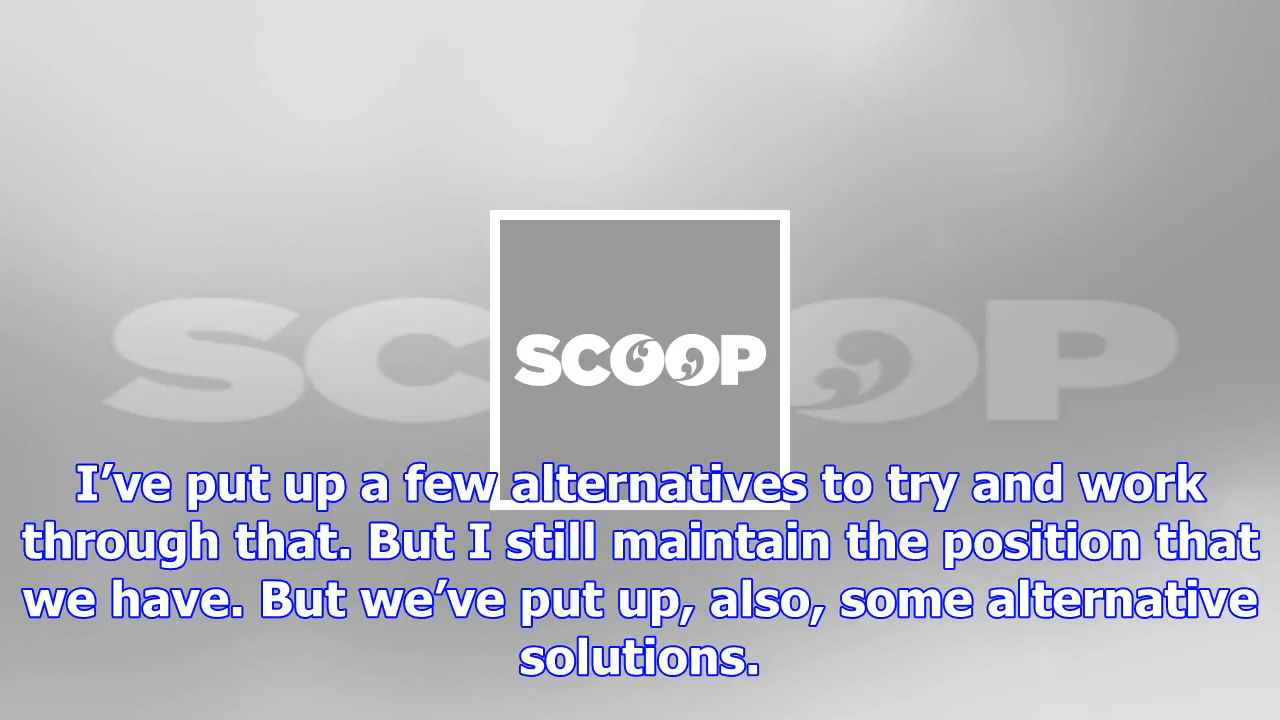 SCOOP
SCOOP
I’ve put up a few alternatives to try and work
through that. But I still maintain the position that
we have. But we’ve put up, also, some alternative
solutions.